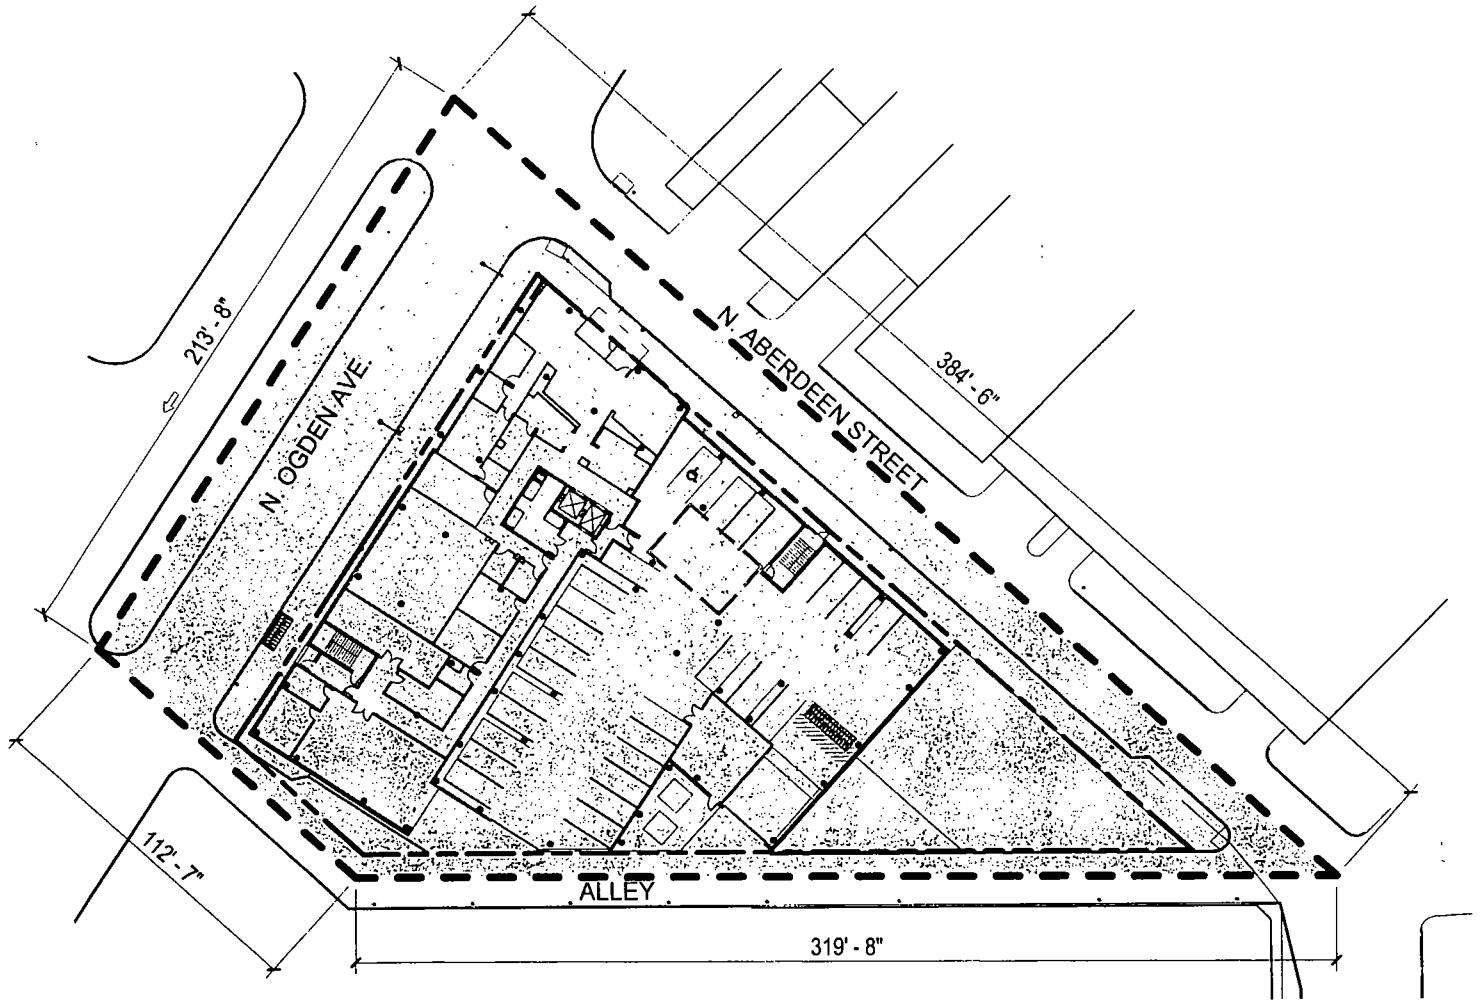 213' - 8"
N. OGDEN AVE.
N. ABERDEEN STREET
384' - 6"
112' - 7"
ALLEY
319' - 8"